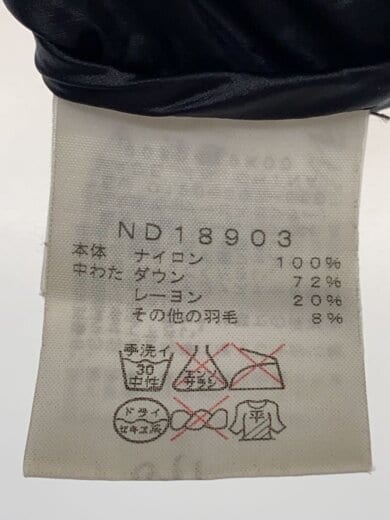 ND18903
本体 ナイロン 100%
中わた ダウン 72%
レーヨン 20%
その他の羽毛 8%
手洗イ
30
中性
エンソ
サラシ
ドライ
セキユ系
平